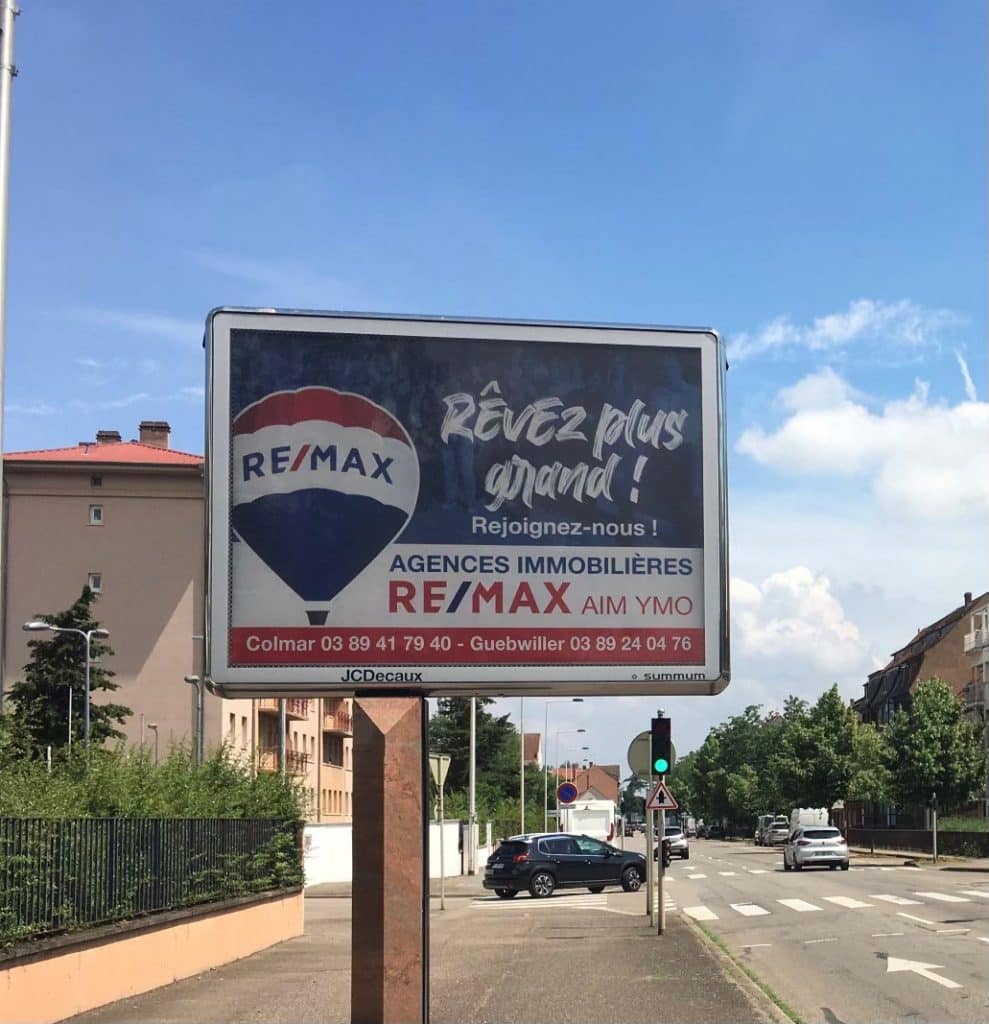 RE/MAX
RÊVEZ plus
grand !
Rejoignez-nous !
AGENCES IMMOBILIÈRES
RE/MAX AIM YMO
Colmar 03 89 41 79 40 - Guebwiller 03 89 24 04 76
JCDecaux
summum